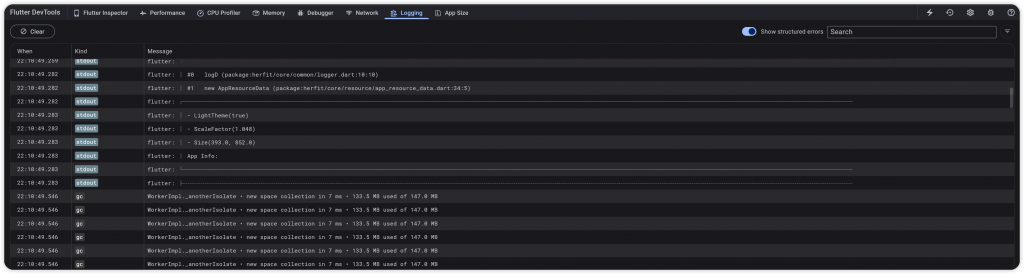 Flutter DevTools Flutter Inspector Performance CPU Profiler Memory Debugger Network Logging App Size
Clear Show structured errors Search
When Kind Message
22:10:49.259 stdout flutter: |
22:10:49.282 stdout flutter: | #0 logD (package:herfit/core/common/logger.dart:10:10)
22:10:49.282 stdout flutter: | #1 new AppResourceData (package:herfit/core/resource/app_resource_data.dart:34:5)
22:10:49.282 stdout flutter:
22:10:49.283 stdout flutter: | - LightTheme(true)
22:10:49.283 stdout flutter: | - ScaleFactor(1.048)
22:10:49.283 stdout flutter: | - Size(393.0, 852.0)
22:10:49.283 stdout flutter: | App Info:
22:10:49.283 stdout flutter:
22:10:49.283 stdout flutter:
22:10:49.546 gc WorkerImpl._anotherIsolate • new space collection in 7 ms • 133.5 MB used of 147.0 MB
22:10:49.546 gc WorkerImpl._anotherIsolate • new space collection in 7 ms • 133.5 MB used of 147.0 MB
22:10:49.546 gc WorkerImpl._anotherIsolate • new space collection in 7 ms • 133.5 MB used of 147.0 MB
22:10:49.546 gc WorkerImpl._anotherIsolate • new space collection in 7 ms • 133.5 MB used of 147.0 MB
22:10:49.546 gc WorkerImpl._anotherIsolate • new space collection in 7 ms • 133.5 MB used of 147.0 MB
22:10:49.546 gc WorkerImpl._anotherIsolate • new space collection in 7 ms • 133.5 MB used of 147.0 MB